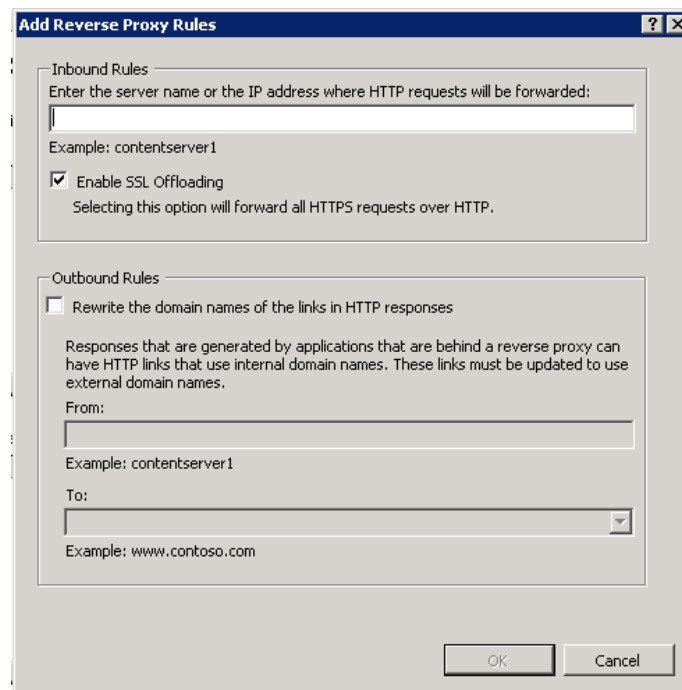 Add Reverse Proxy Rules
Inbound Rules
Enter the server name or the IP address where HTTP requests will be forwarded:
Example: contentserver1
Enable SSL Offloading
Selecting this option will forward all HTTPS requests over HTTP.
Outbound Rules
Rewrite the domain names of the links in HTTP responses
Responses that are generated by applications that are behind a reverse proxy can
have HTTP links that use internal domain names. These links must be updated to use
external domain names.
From:
Example: contentserver1
To:
Example: www.contoso.com
OK
Cancel